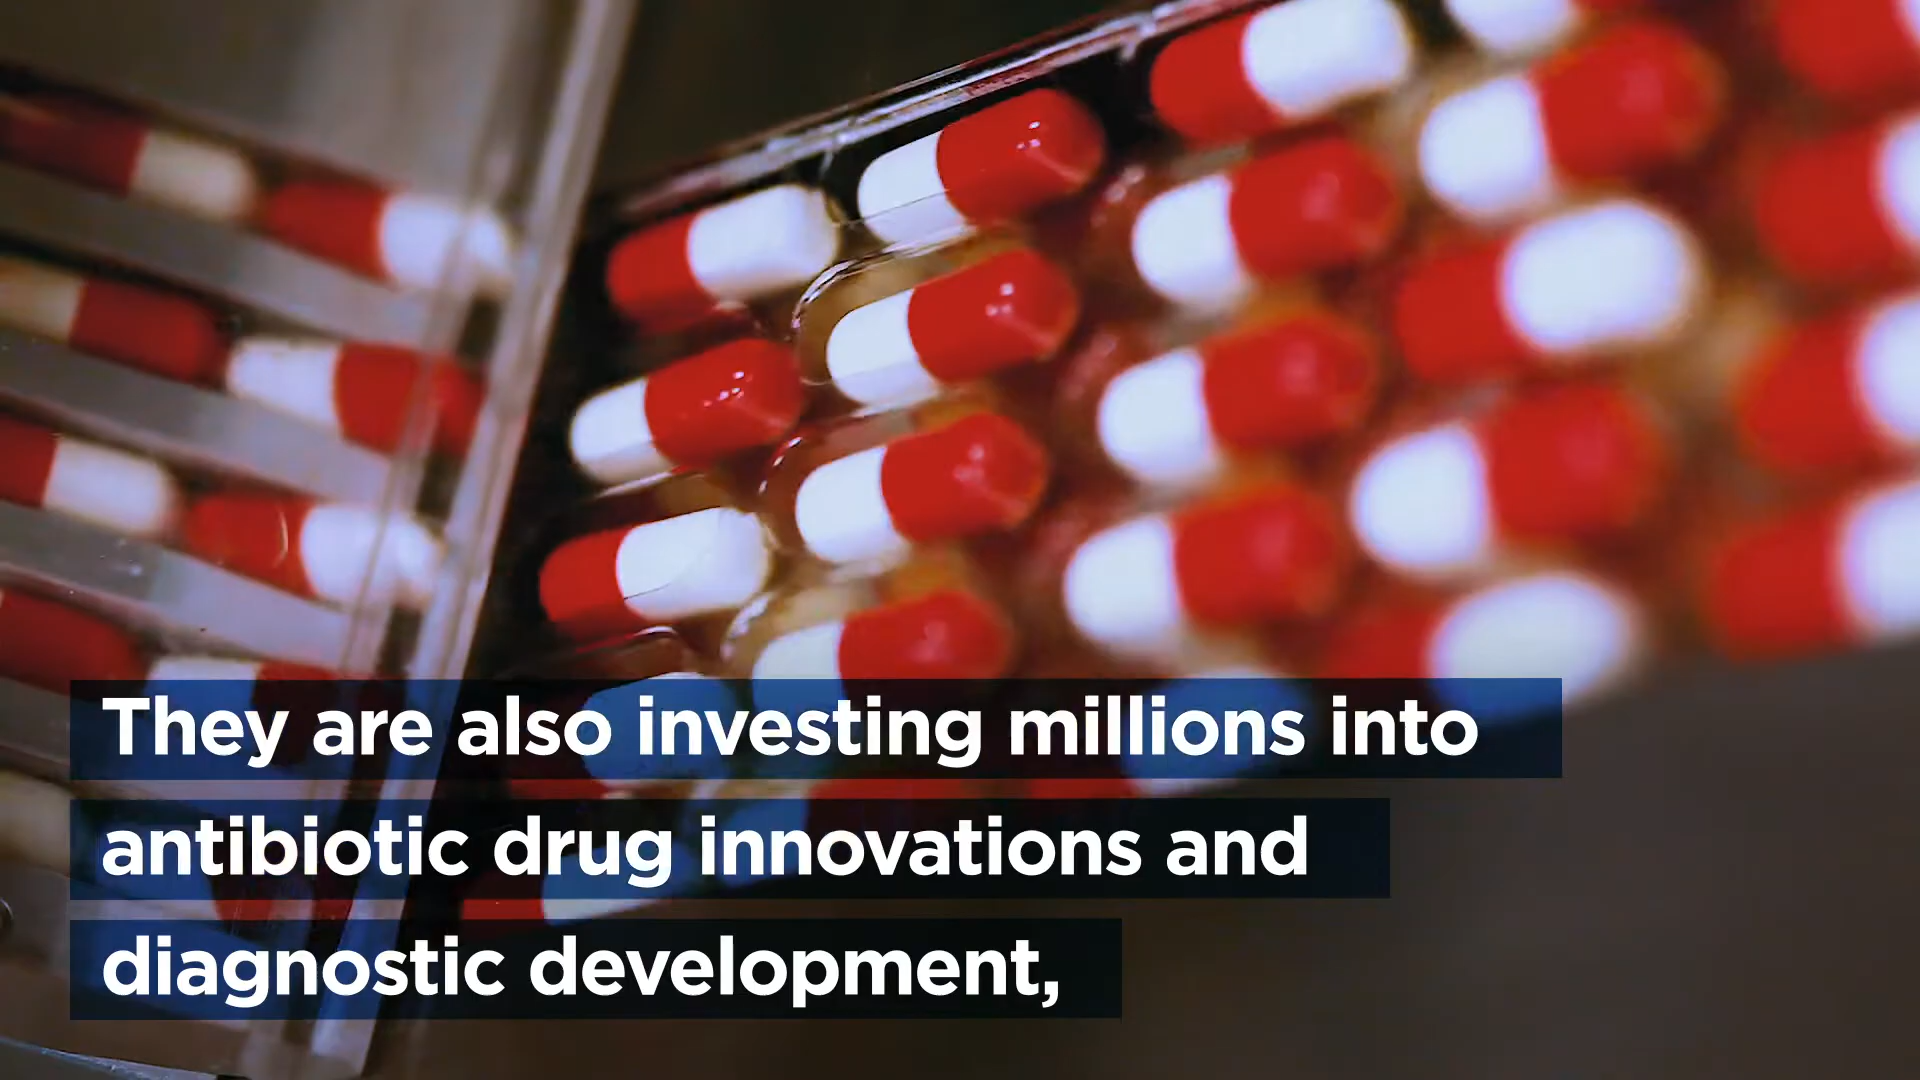 They are also investing millions into
antibiotic drug innovations and
diagnostic development,